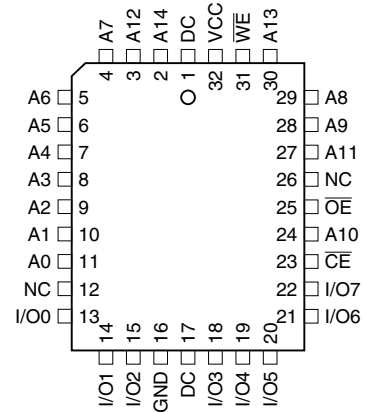 A7 A12 A14 DC VCC W̅E̅ A13
4 3 2 1 32 31 30
A6 5 29 A8
A5 6 28 A9
A4 7 27 A11
A3 8 26 NC
A2 9 25 O̅E̅
A1 10 24 A10
A0 11 23 C̅E̅
NC 12 22 I/O7
I/O0 13 21 I/O6
14 15 16 17 18 19 20
I/O1 I/O2 GND DC I/O3 I/O4 I/O5